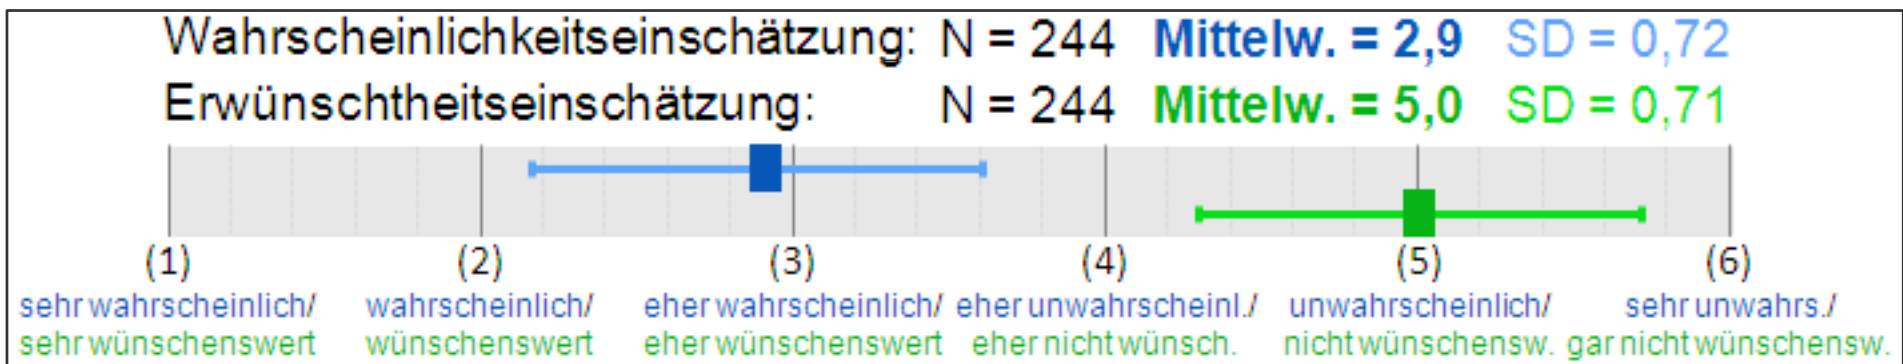 Wahrscheinlichkeitseinschätzung: N = 244 Mittelw. = 2,9 SD = 0,72
Erwünschtheitseinschätzung: N = 244 Mittelw. = 5,0 SD = 0,71
(1) (2) (3) (4) (5) (6)
sehr wahrscheinlich/ wahrscheinlich/ eher wahrscheinlich/ eher unwahrscheinl./ unwahrscheinlich/ sehr unwahrs./
sehr wünschenswert wünschenswert eher wünschenswert eher nicht wünsch. nicht wünschensw. gar nicht wünschensw.